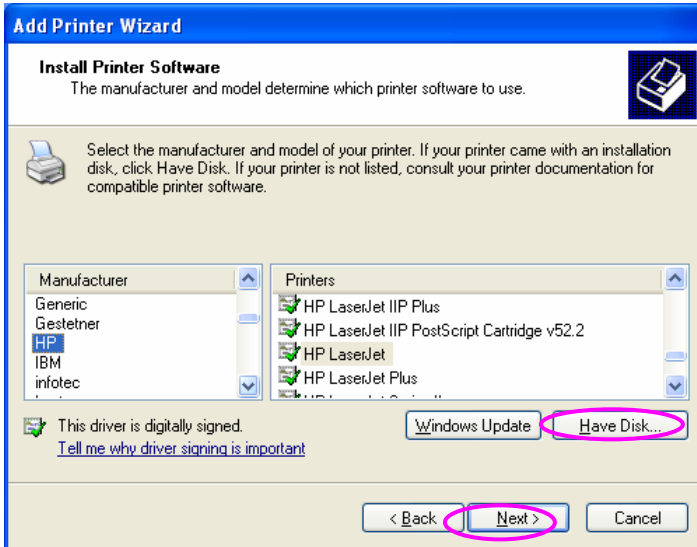 Add Printer Wizard
Install Printer Software
The manufacturer and model determine which printer software to use.
Select the manufacturer and model of your printer. If your printer came with an installation
disk, click Have Disk. If your printer is not listed, consult your printer documentation for
compatible printer software.
Manufacturer
Generic
Gestetner
HP
IBM
infotec
Printers
HP LaserJet IIP Plus
HP LaserJet IIP PostScript Cartridge v52.2
HP LaserJet
HP LaserJet Plus
This driver is digitally signed.
Tell me why driver signing is important
Windows Update
Have Disk...
< Back
Next >
Cancel